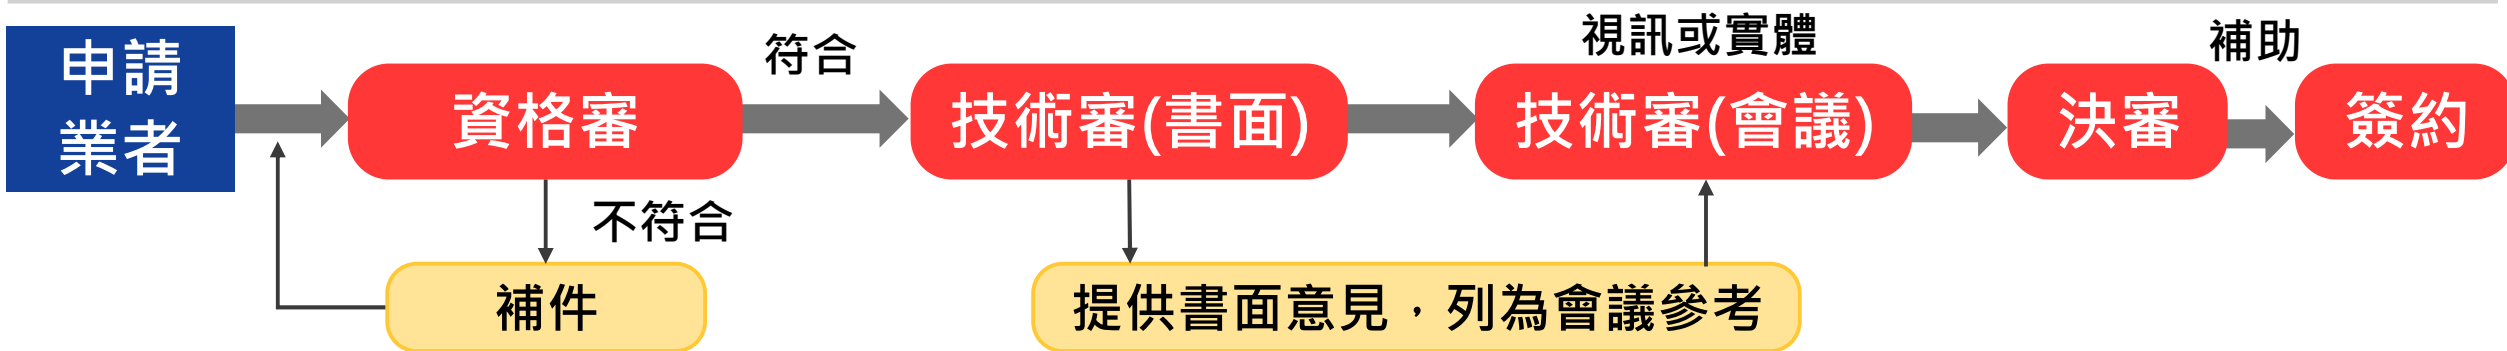 申請
業者
資格審
符合
不符合
補件
技術審(書面)
提供書面意見，列為會議參考
視訊或實體
技術審(會議)
決審
補助
簽約